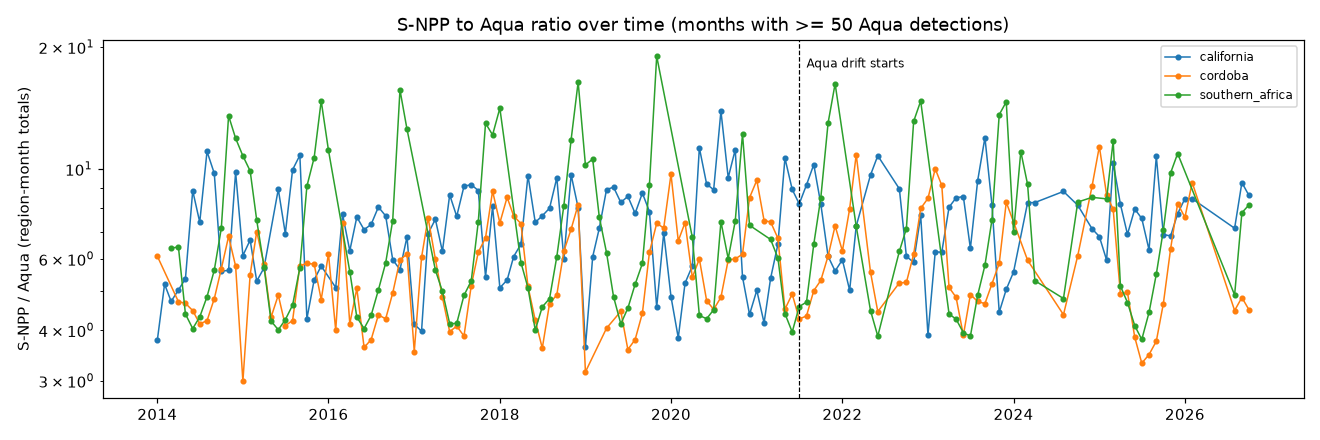 S-NPP to Aqua ratio over time (months with >= 50 Aqua detections)
S-NPP / Aqua (region-month totals)
2 × 10¹
10¹
6 × 10⁰
4 × 10⁰
3 × 10⁰
Aqua drift starts
california
cordoba
southern_africa
2014 2016 2018 2020 2022 2024 2026